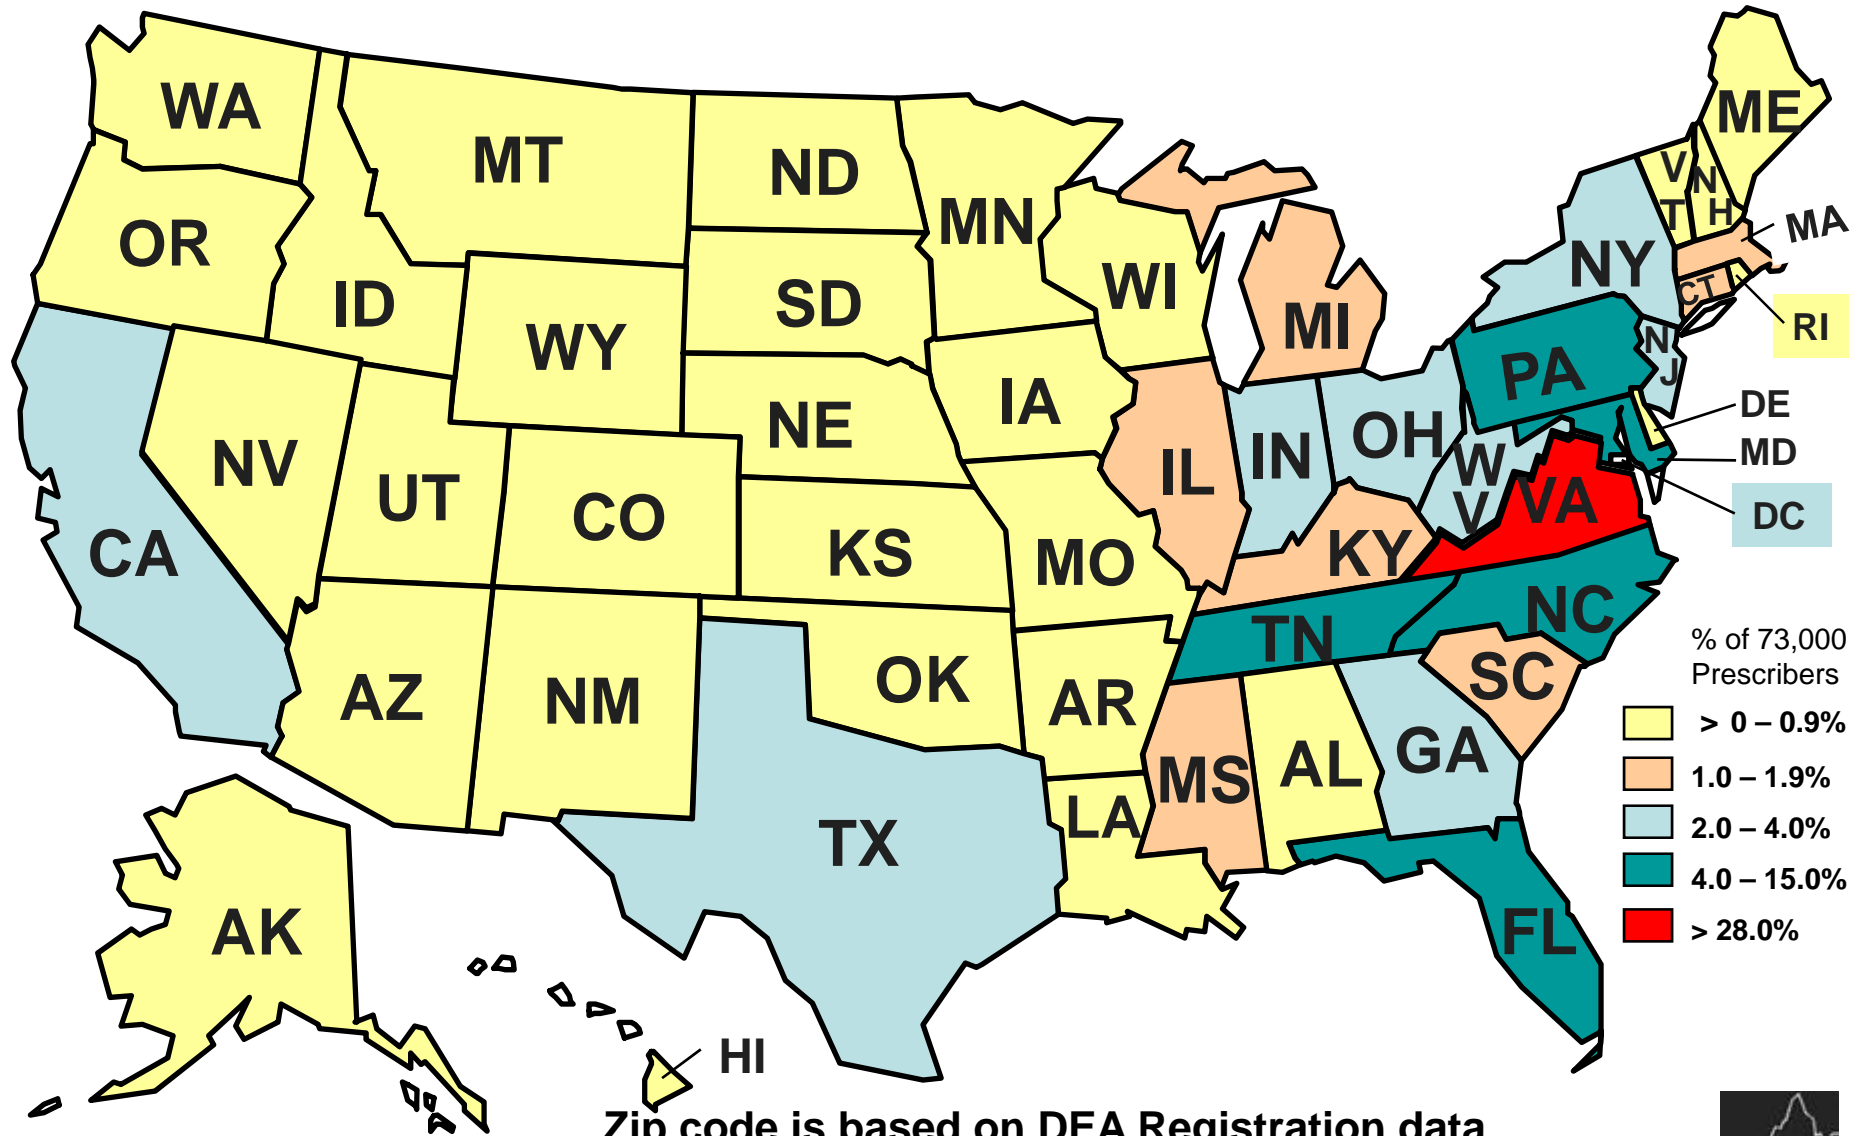 WA
MT
ND
MN
ME
V
T
N
H
MA
OR
ID
SD
WI
NY
CT
RI
WY
MI
N
J
PA
NE
IA
DE
NV
UT
CO
IL
IN
OH
W
V
MD
DC
VA
CA
KS
MO
KY
TN
NC
AZ
NM
OK
AR
SC
MS
AL
GA
TX
LA
FL
AK
HI
% of 73,000
Prescribers
> 0 – 0.9%
1.0 – 1.9%
2.0 – 4.0%
4.0 – 15.0%
> 28.0%
Zip code is based on DEA Registration data